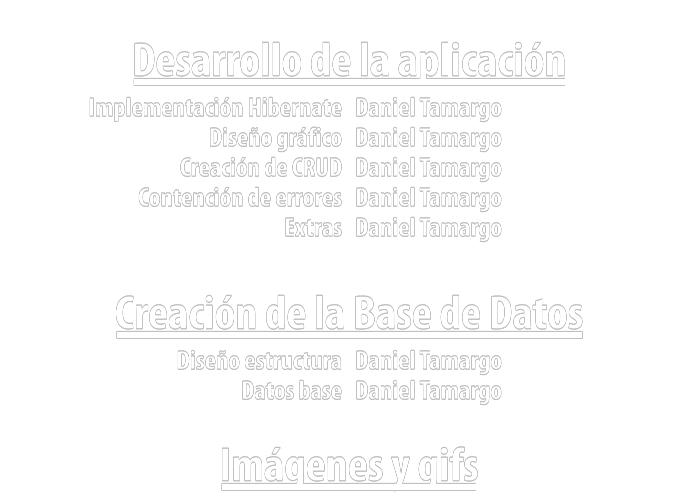 Desarrollo de la aplicación
Implementación Hibernate Daniel Tamargo
Diseño gráfico Daniel Tamargo
Creación de CRUD Daniel Tamargo
Contención de errores Daniel Tamargo
Extras Daniel Tamargo
Creación de la Base de Datos
Diseño estructura Daniel Tamargo
Datos base Daniel Tamargo
Imágenes y gifs